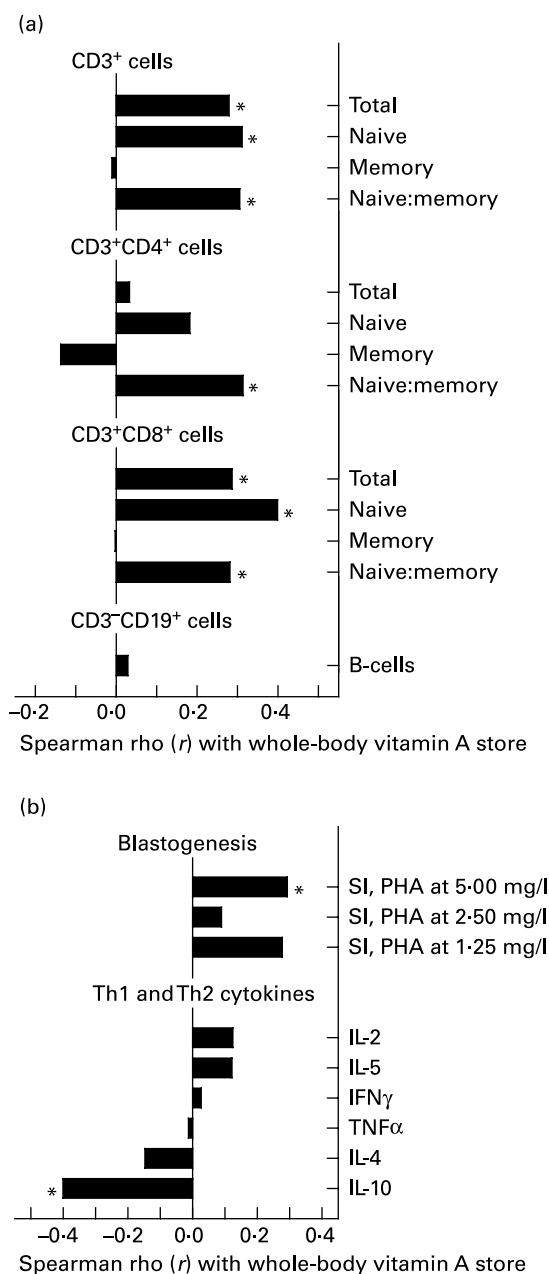 (a)
CD3⁺ cells
* Total
* Naive
Memory
* Naive:memory
CD3⁺CD4⁺ cells
Total
Naive
Memory
* Naive:memory
CD3⁺CD8⁺ cells
* Total
* Naive
Memory
* Naive:memory
CD3⁻CD19⁺ cells
B-cells
−0·2 0·0 0·2 0·4
Spearman rho (r) with whole-body vitamin A store
(b)
Blastogenesis
* SI, PHA at 5·00 mg/l
SI, PHA at 2·50 mg/l
SI, PHA at 1·25 mg/l
Th1 and Th2 cytokines
IL-2
IL-5
IFNγ
TNFα
IL-4
* IL-10
−0·4 −0·2 0·0 0·2 0·4
Spearman rho (r) with whole-body vitamin A store